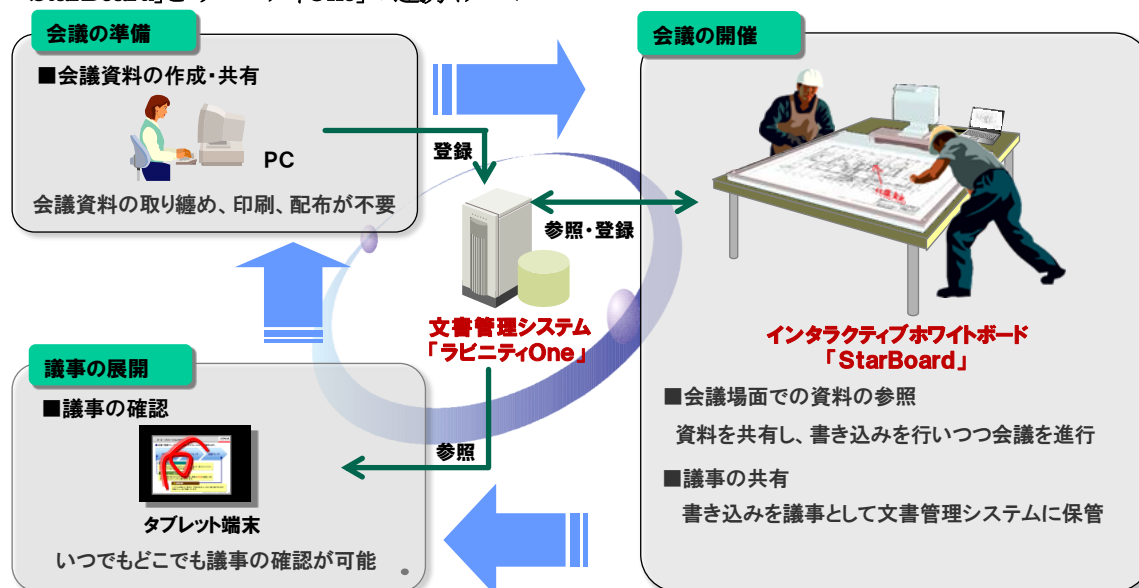 会議の準備
■会議資料の作成・共有
PC
会議資料の取り纏め、印刷、配布が不要
登録
参照・登録
文書管理システム
「ラビニティOne」
会議の開催
インタラクティブホワイトボード
「StarBoard」
■会議場面での資料の参照
資料を共有し、書き込みを行いつつ会議を進行
■議事の共有
書き込みを議事として文書管理システムに保管
議事の展開
■議事の確認
参照
タブレット端末
いつでもどこでも議事の確認が可能